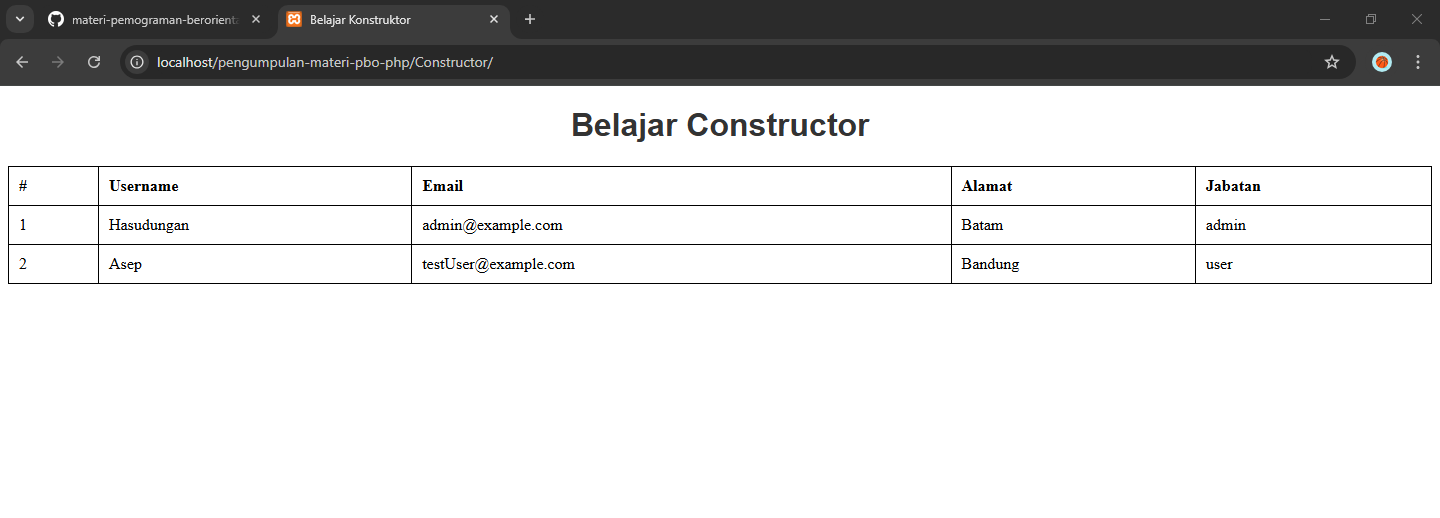 materi-pemograman-berorienta
Belajar Konstruktor
localhost/pengumpulan-materi-pbo-php/Constructor/
Belajar Constructor
# Username Email Alamat Jabatan
1 Hasudungan admin@example.com Batam admin
2 Asep testUser@example.com Bandung user